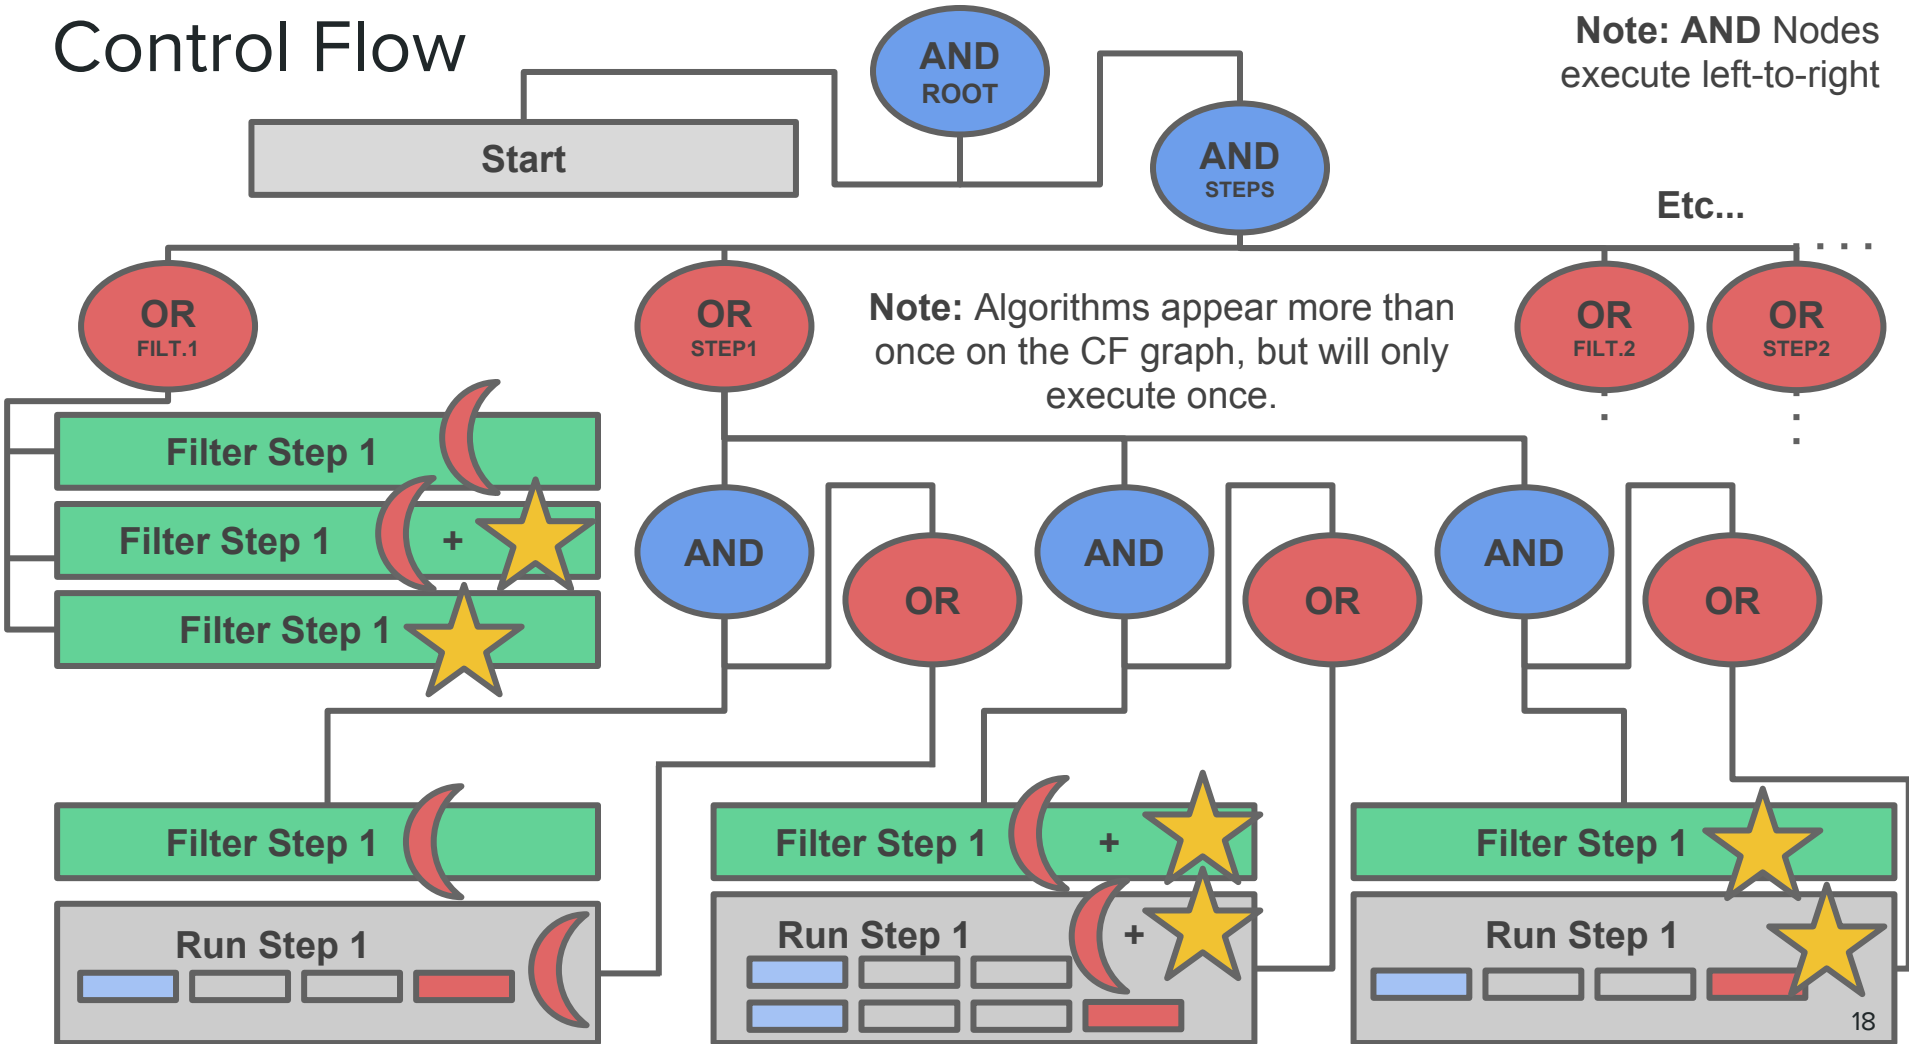 Control Flow
Note: AND Nodes
execute left-to-right
AND
ROOT
Start
AND
STEPS
Etc...
OR
FILT.1
OR
STEP1
Note: Algorithms appear more than
once on the CF graph, but will only
execute once.
OR
FILT.2
OR
STEP2
Filter Step 1
Filter Step 1 +
Filter Step 1
AND
OR
AND
OR
AND
OR
Filter Step 1
Filter Step 1 +
Filter Step 1
Run Step 1
Run Step 1 +
Run Step 1
18